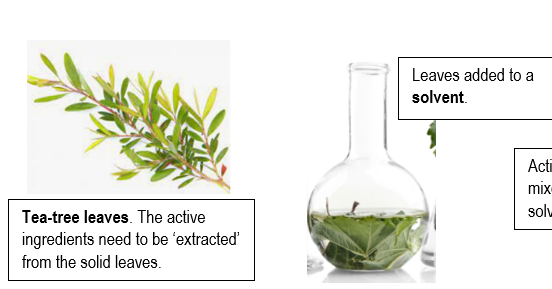 Leaves added to a
solvent.
Tea-tree leaves. The active
ingredients need to be ‘extracted’
from the solid leaves.